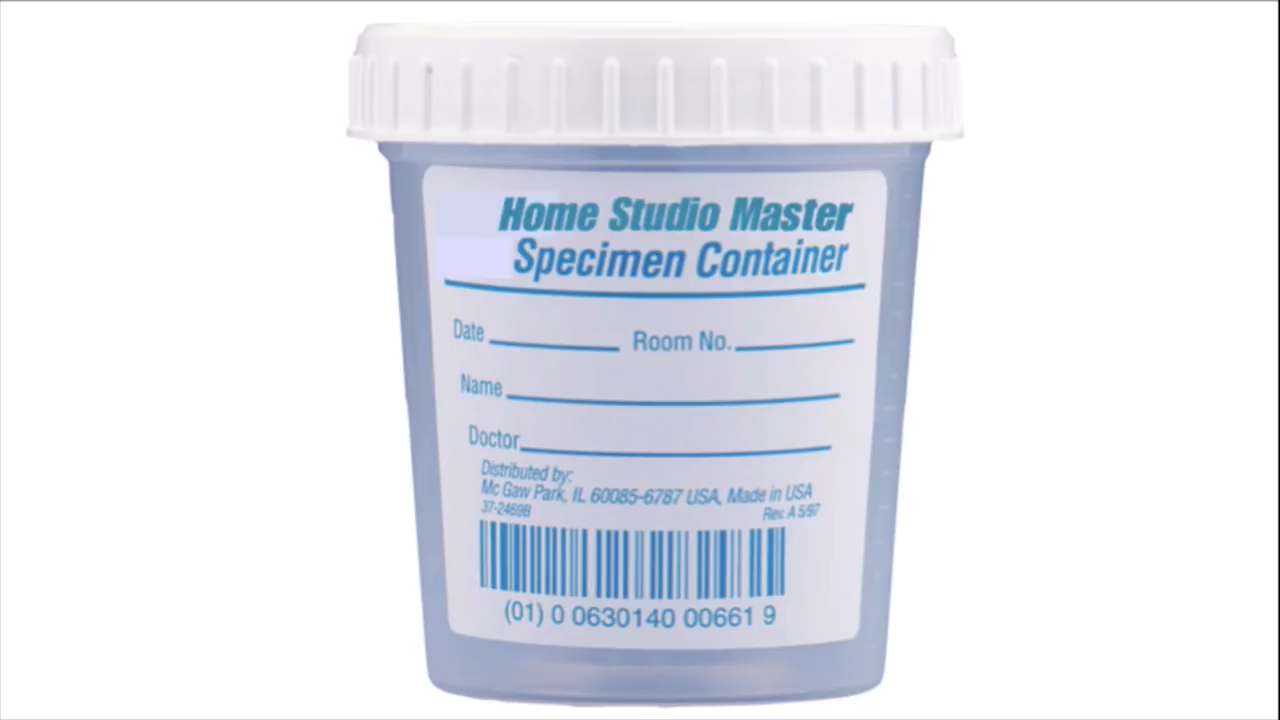 Home Studio Master
Specimen Container
Date Room No.
Name
Doctor
Distributed by:
Mc Gaw Park, IL 60085-6787 USA, Made in USA
37-2469B Rev. A 5/97
(01) 0 0630140 00661 9